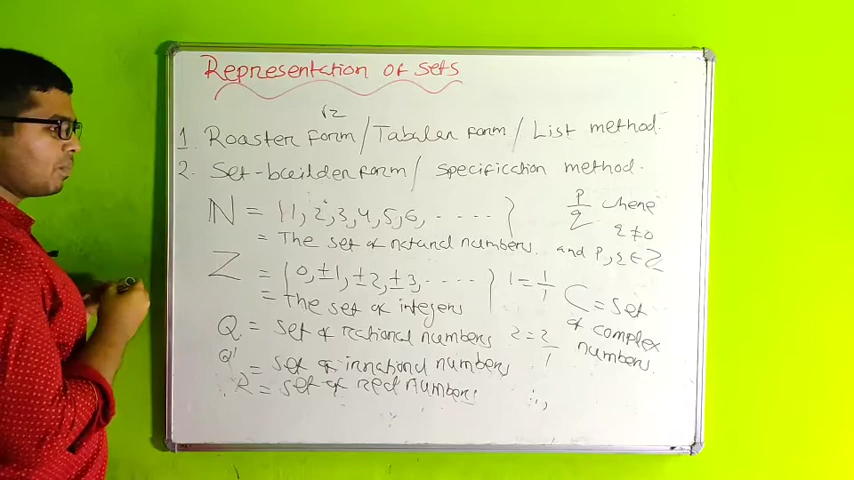 Representation of sets
√2
1. Roaster form / Tabular form / List method.
2. Set-builder form / specification method.
N = {1, 2, 3, 4, 5, 6, ......}
= The set of natural numbers.
p/q where
q ≠ 0
and p, q ∈ Z
Z = {0, ±1, ±2, ±3, ......}
= The set of integers
1 = 1/1
C = set
of complex
numbers.
Q = set of rational numbers
2 = 2/1
Q' = set of irrational numbers
R = set of real numbers